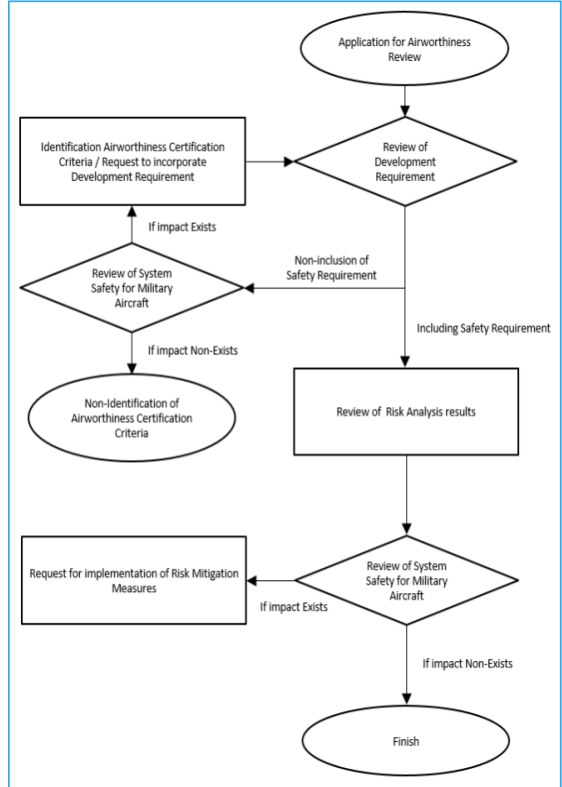 Application for Airworthiness
Review
Identification Airworthiness Certification
Criteria / Request to incorporate
Development Requirement
Review of
Development
Requirement
If impact Exists
Non-inclusion of
Safety Requirement
Review of System
Safety for Military
Aircraft
Including Safety Requirement
If impact Non-Exists
Non-Identification of
Airworthiness Certification
Criteria
Review of  Risk Analysis results
Request for implementation of Risk Mitigation
Measures
Review of System
Safety for Military
Aircraft
If impact Exists
If impact Non-Exists
Finish